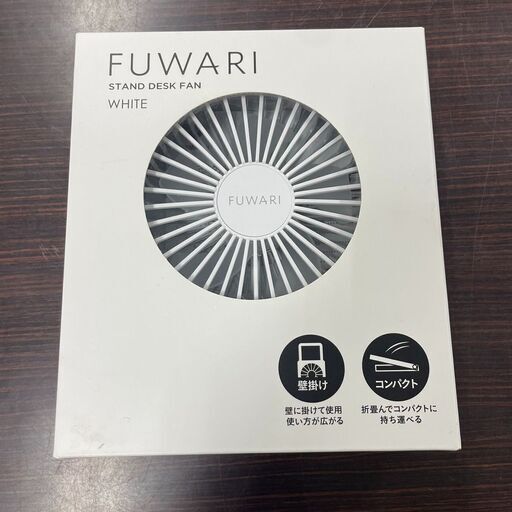 FUWARI
STAND DESK FAN
WHITE
FUWARI
壁掛け
壁に掛けて使用
使い方が広がる
コンパクト
折畳んでコンパクトに
持ち運べる